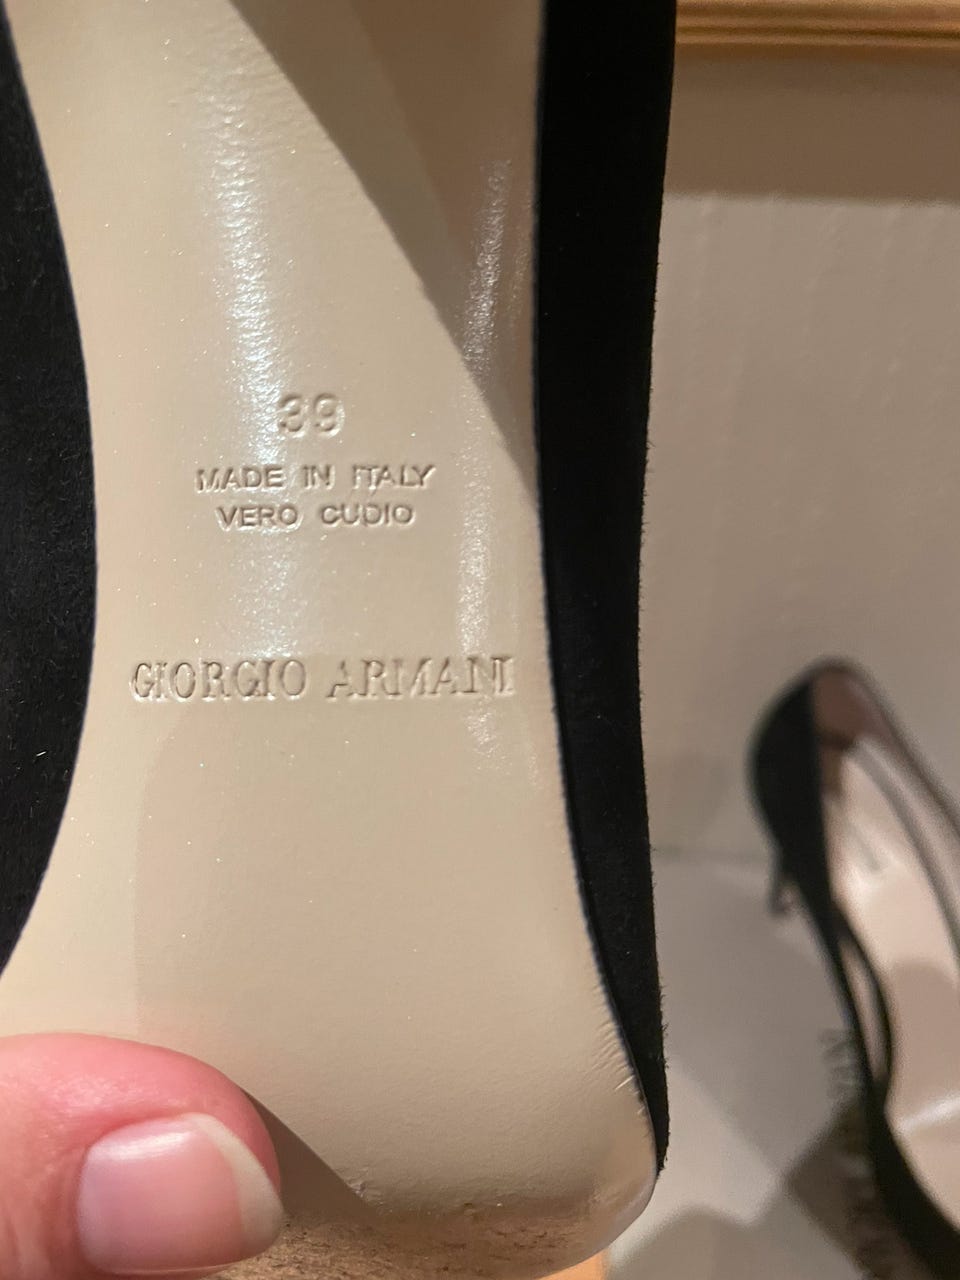 39
MADE IN ITALY
VERO CUOIO
GIORGIO ARMANI